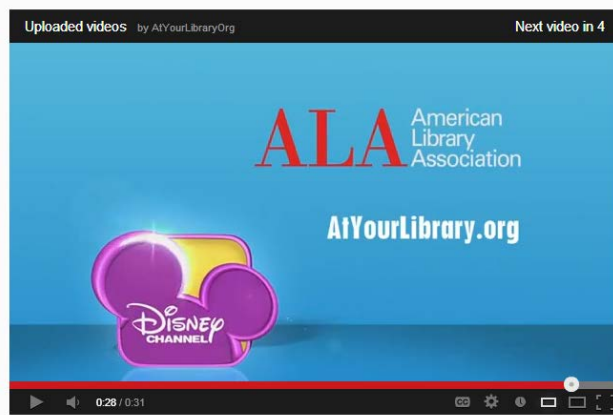 Uploaded videos by AtYourLibraryOrg Next video in 4
ALA American
Library
Association
AtYourLibrary.org
Disney
CHANNEL
0:28 / 0:31
CC